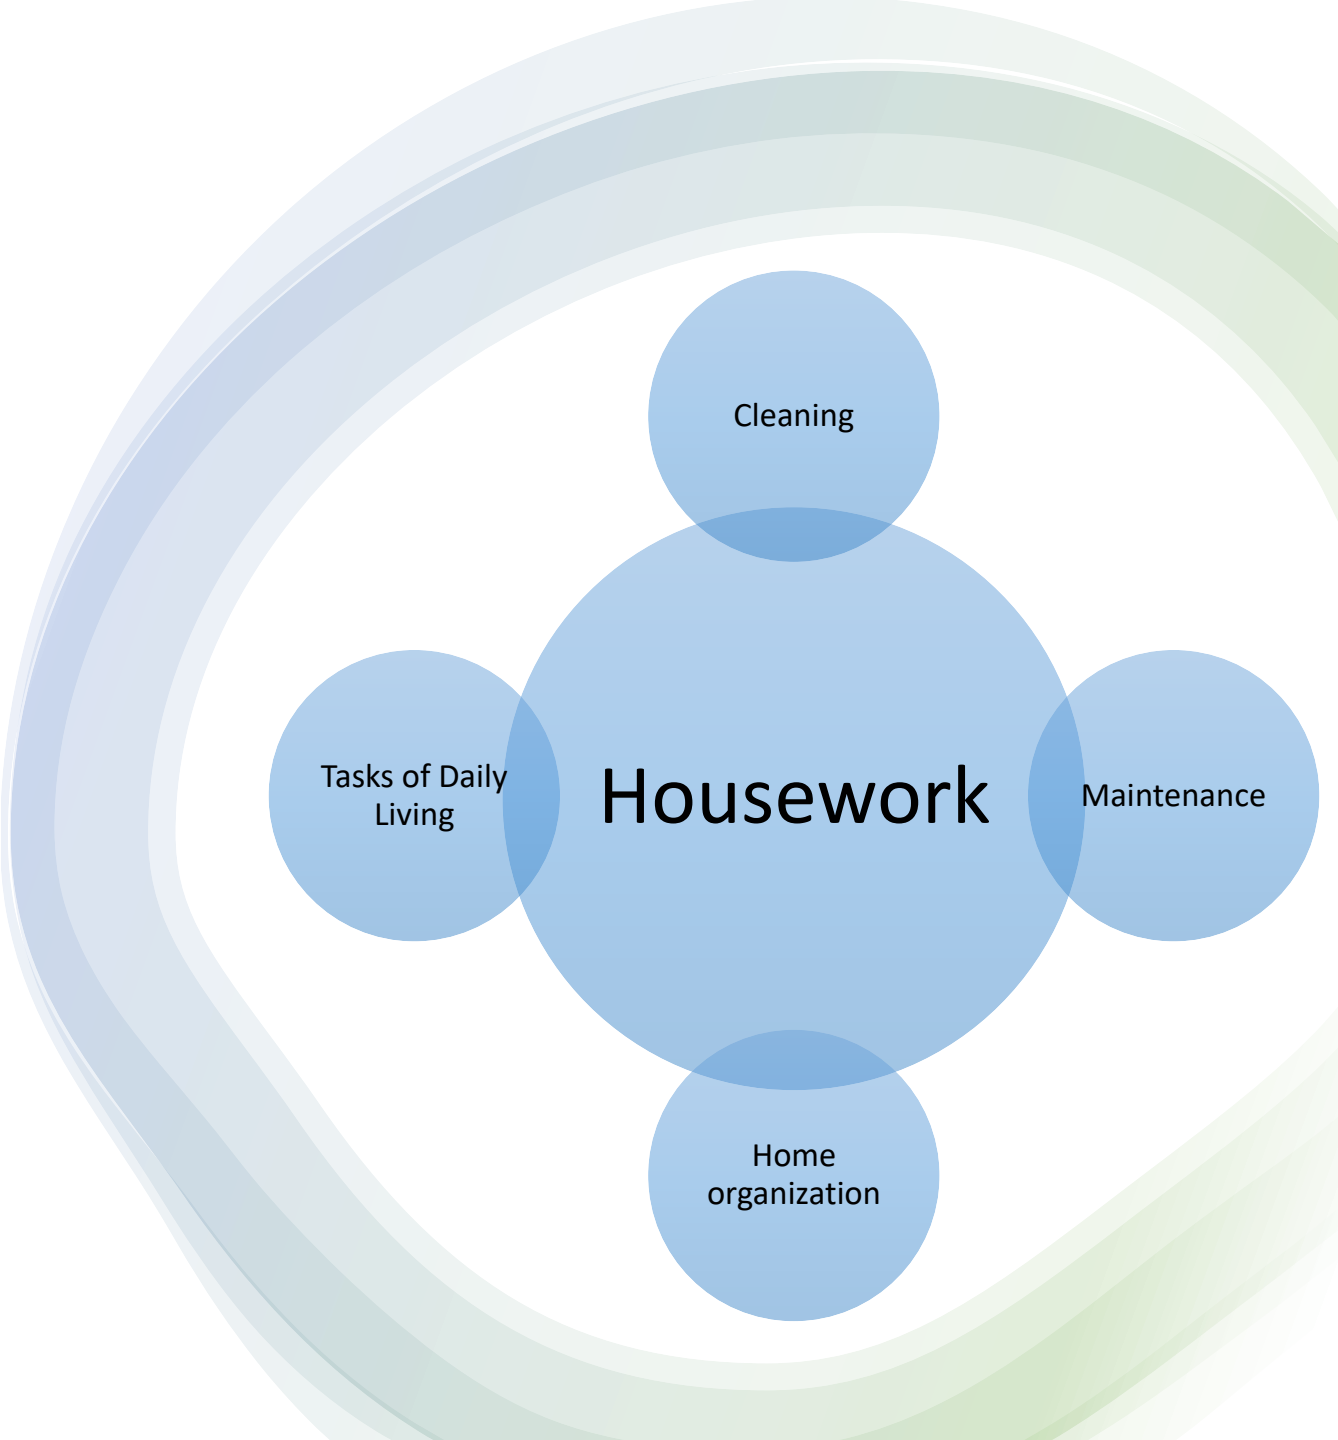 Cleaning
Tasks of Daily
Living
Housework
Maintenance
Home
organization